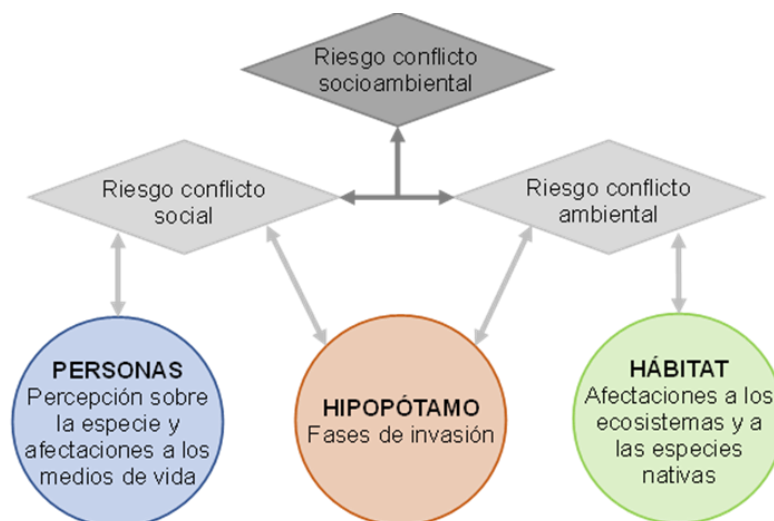 Riesgo conflicto
socioambiental
Riesgo conflicto
social
Riesgo conflicto
ambiental
PERSONAS
Percepción sobre
la especie y
afectaciones a los
medios de vida
HIPOPÓTAMO
Fases de invasión
HÁBITAT
Afectaciones a los
ecosistemas y a
las especies
nativas